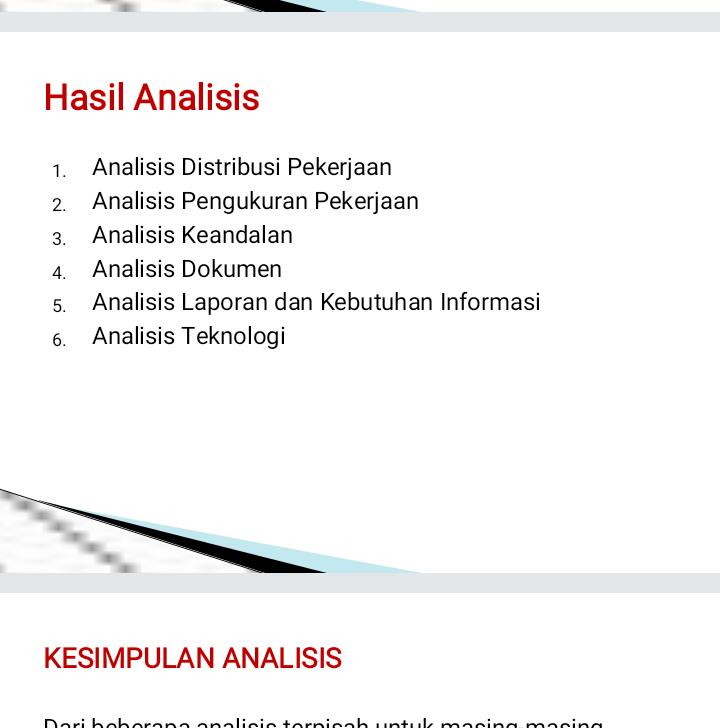 Hasil Analisis
1. Analisis Distribusi Pekerjaan
2. Analisis Pengukuran Pekerjaan
3. Analisis Keandalan
4. Analisis Dokumen
5. Analisis Laporan dan Kebutuhan Informasi
6. Analisis Teknologi
KESIMPULAN ANALISIS
Dari beberapa analisis terpisah untuk masing-masing